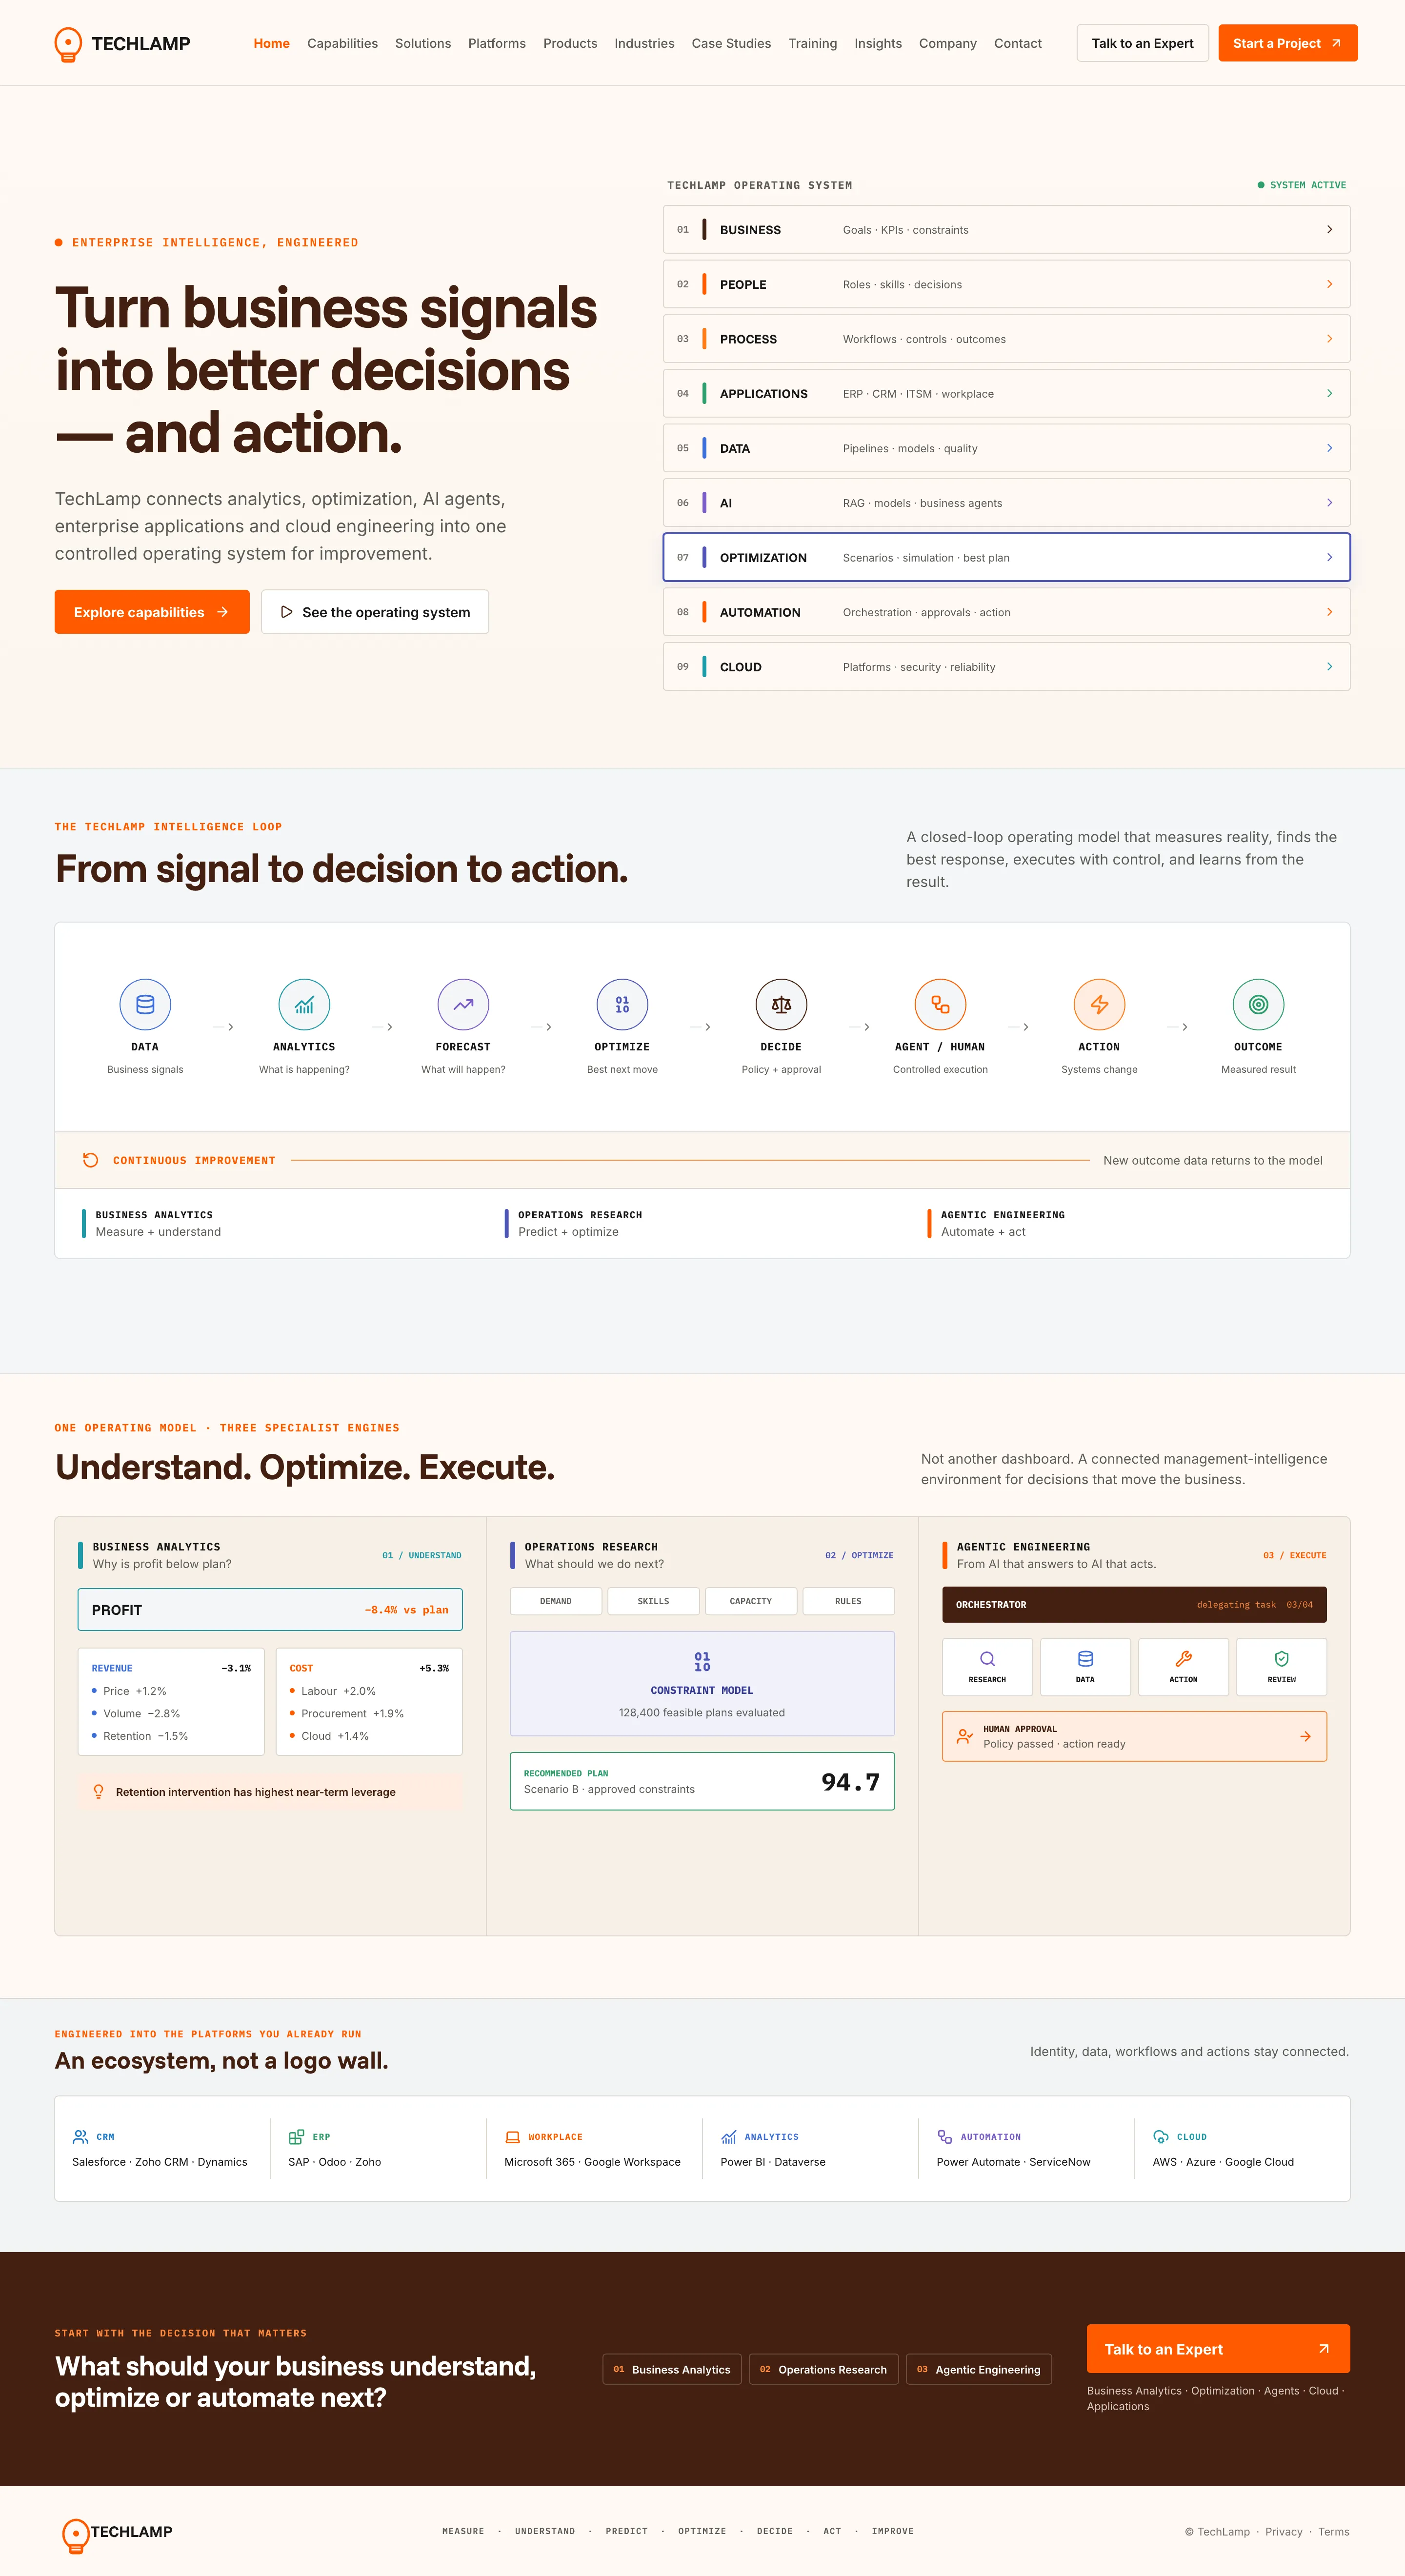 TECHLAMP
Home Capabilities Solutions Platforms Products Industries Case Studies Training Insights Company Contact
Talk to an Expert
Start a Project
ENTERPRISE INTELLIGENCE, ENGINEERED
Turn business signals
into better decisions
— and action.
TechLamp connects analytics, optimization, AI agents,
enterprise applications and cloud engineering into one
controlled operating system for improvement.
Explore capabilities
See the operating system
TECHLAMP OPERATING SYSTEM
SYSTEM ACTIVE
01 BUSINESS Goals · KPIs · constraints
02 PEOPLE Roles · skills · decisions
03 PROCESS Workflows · controls · outcomes
04 APPLICATIONS ERP · CRM · ITSM · workplace
05 DATA Pipelines · models · quality
06 AI RAG · models · business agents
07 OPTIMIZATION Scenarios · simulation · best plan
08 AUTOMATION Orchestration · approvals · action
09 CLOUD Platforms · security · reliability
THE TECHLAMP INTELLIGENCE LOOP
From signal to decision to action.
A closed-loop operating model that measures reality, finds the
best response, executes with control, and learns from the
result.
DATA
Business signals
ANALYTICS
What is happening?
FORECAST
What will happen?
01
10
OPTIMIZE
Best next move
DECIDE
Policy + approval
AGENT / HUMAN
Controlled execution
ACTION
Systems change
OUTCOME
Measured result
CONTINUOUS IMPROVEMENT
New outcome data returns to the model
BUSINESS ANALYTICS
Measure + understand
OPERATIONS RESEARCH
Predict + optimize
AGENTIC ENGINEERING
Automate + act
ONE OPERATING MODEL · THREE SPECIALIST ENGINES
Understand. Optimize. Execute.
Not another dashboard. A connected management-intelligence
environment for decisions that move the business.
BUSINESS ANALYTICS
Why is profit below plan?
01 / UNDERSTAND
PROFIT −8.4% vs plan
REVENUE −3.1%
Price +1.2%
Volume −2.8%
Retention −1.5%
COST +5.3%
Labour +2.0%
Procurement +1.9%
Cloud +1.4%
Retention intervention has highest near-term leverage
OPERATIONS RESEARCH
What should we do next?
02 / OPTIMIZE
DEMAND SKILLS CAPACITY RULES
01
10
CONSTRAINT MODEL
128,400 feasible plans evaluated
RECOMMENDED PLAN
Scenario B · approved constraints
94.7
AGENTIC ENGINEERING
From AI that answers to AI that acts.
03 / EXECUTE
ORCHESTRATOR delegating task 03/04
RESEARCH DATA ACTION REVIEW
HUMAN APPROVAL
Policy passed · action ready
ENGINEERED INTO THE PLATFORMS YOU ALREADY RUN
An ecosystem, not a logo wall.
Identity, data, workflows and actions stay connected.
CRM
Salesforce · Zoho CRM · Dynamics
ERP
SAP · Odoo · Zoho
WORKPLACE
Microsoft 365 · Google Workspace
ANALYTICS
Power BI · Dataverse
AUTOMATION
Power Automate · ServiceNow
CLOUD
AWS · Azure · Google Cloud
START WITH THE DECISION THAT MATTERS
What should your business understand,
optimize or automate next?
01 Business Analytics
02 Operations Research
03 Agentic Engineering
Talk to an Expert
Business Analytics · Optimization · Agents · Cloud ·
Applications
TECHLAMP
MEASURE · UNDERSTAND · PREDICT · OPTIMIZE · DECIDE · ACT · IMPROVE
© TechLamp · Privacy · Terms